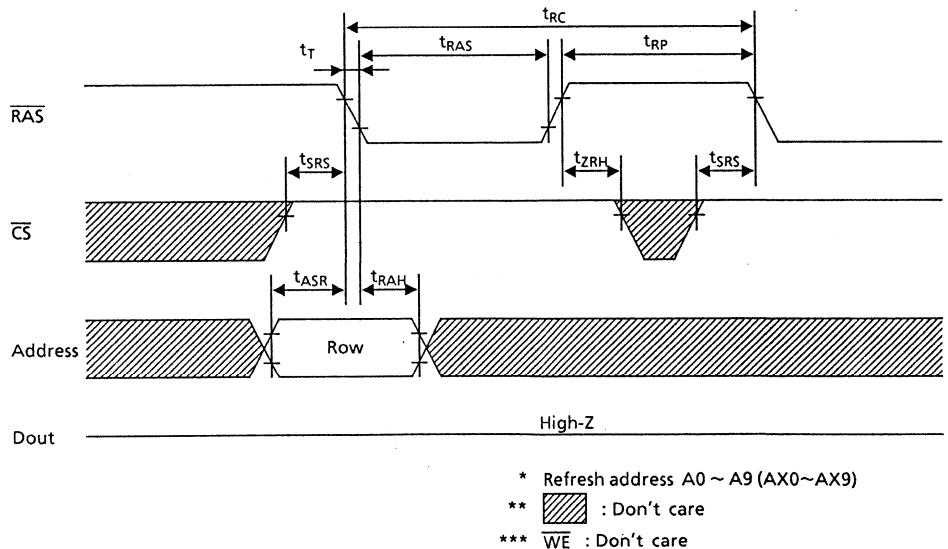 tRC
tT
tRAS
tRP
RAS
tSRS
tZRH
tSRS
CS
tASR
tRAH
Address
Row
Dout
High-Z
* Refresh address A0 ~ A9 (AX0~AX9)
** : Don't care
*** WE : Don't care